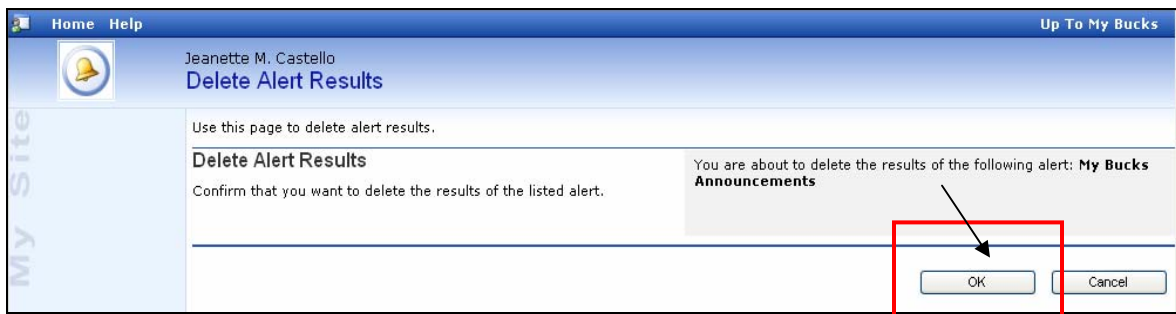 Home Help
Up To My Bucks
Jeanette M. Castello
Delete Alert Results
My Site
Use this page to delete alert results.
Delete Alert Results
Confirm that you want to delete the results of the listed alert.
You are about to delete the results of the following alert: My Bucks
Announcements
OK
Cancel